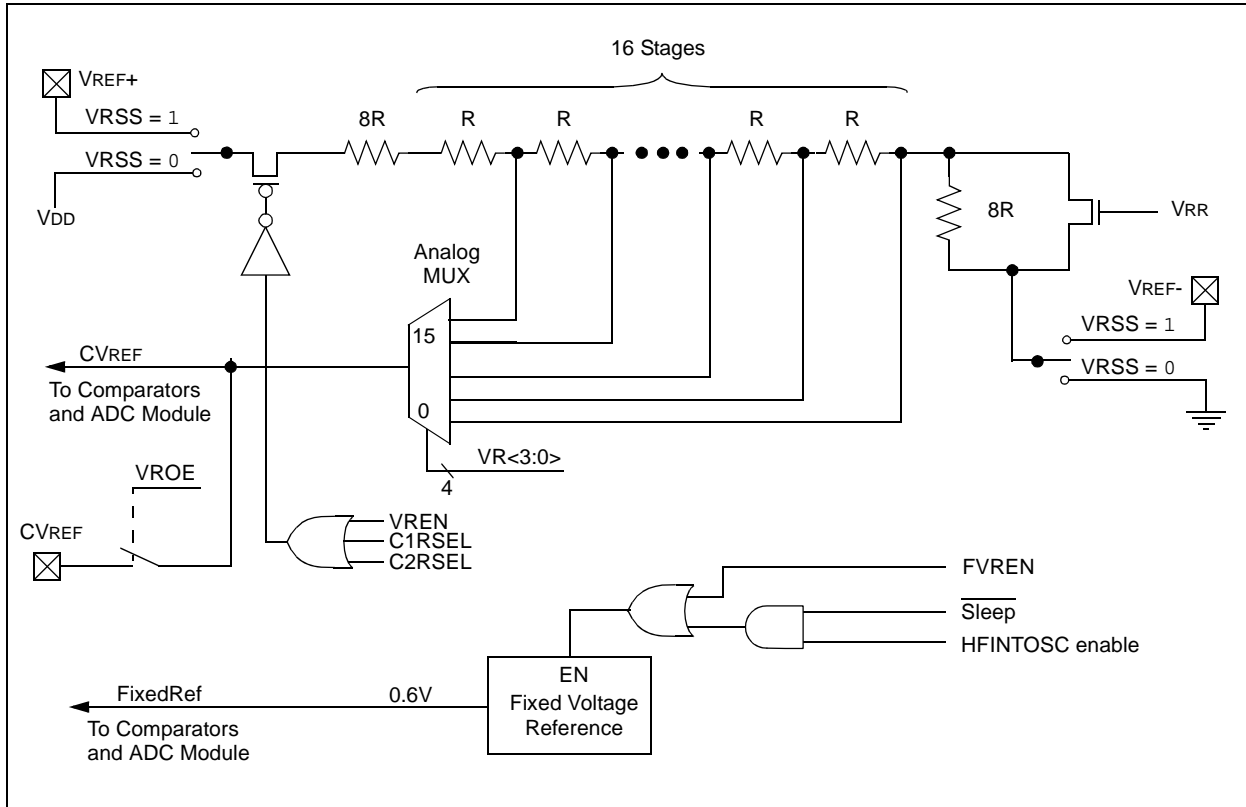 16 Stages
VREF+
VRSS = 1
VRSS = 0
VDD
8R
R
R
R
R
8R
VRR
VREF-
VRSS = 1
VRSS = 0
Analog
MUX
15
0
CVREF
To Comparators
and ADC Module
VR<3:0>
4
VROE
CVREF
VREN
C1RSEL
C2RSEL
FVREN
Sleep
HFINTOSC enable
EN
Fixed Voltage
Reference
FixedRef
0.6V
To Comparators
and ADC Module